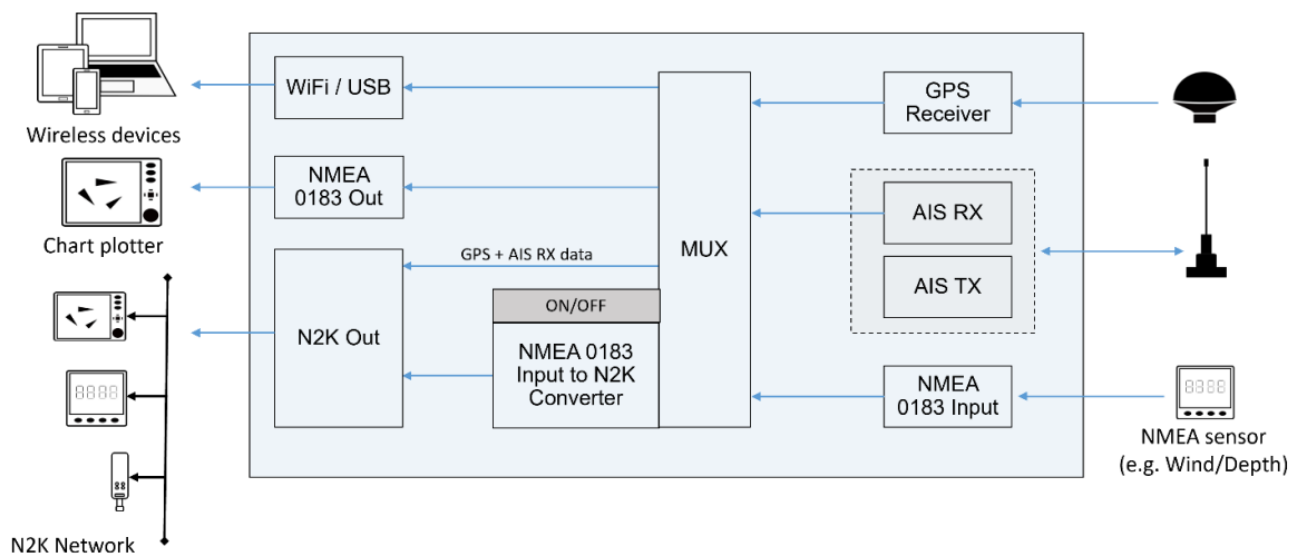 WiFi / USB
GPS
Receiver
Wireless devices
NMEA
0183 Out
AIS RX
Chart plotter
MUX
GPS + AIS RX data
AIS TX
ON/OFF
N2K Out
NMEA 0183
Input to N2K
Converter
NMEA
0183 Input
8888
8388
NMEA sensor
(e.g. Wind/Depth)
N2K Network